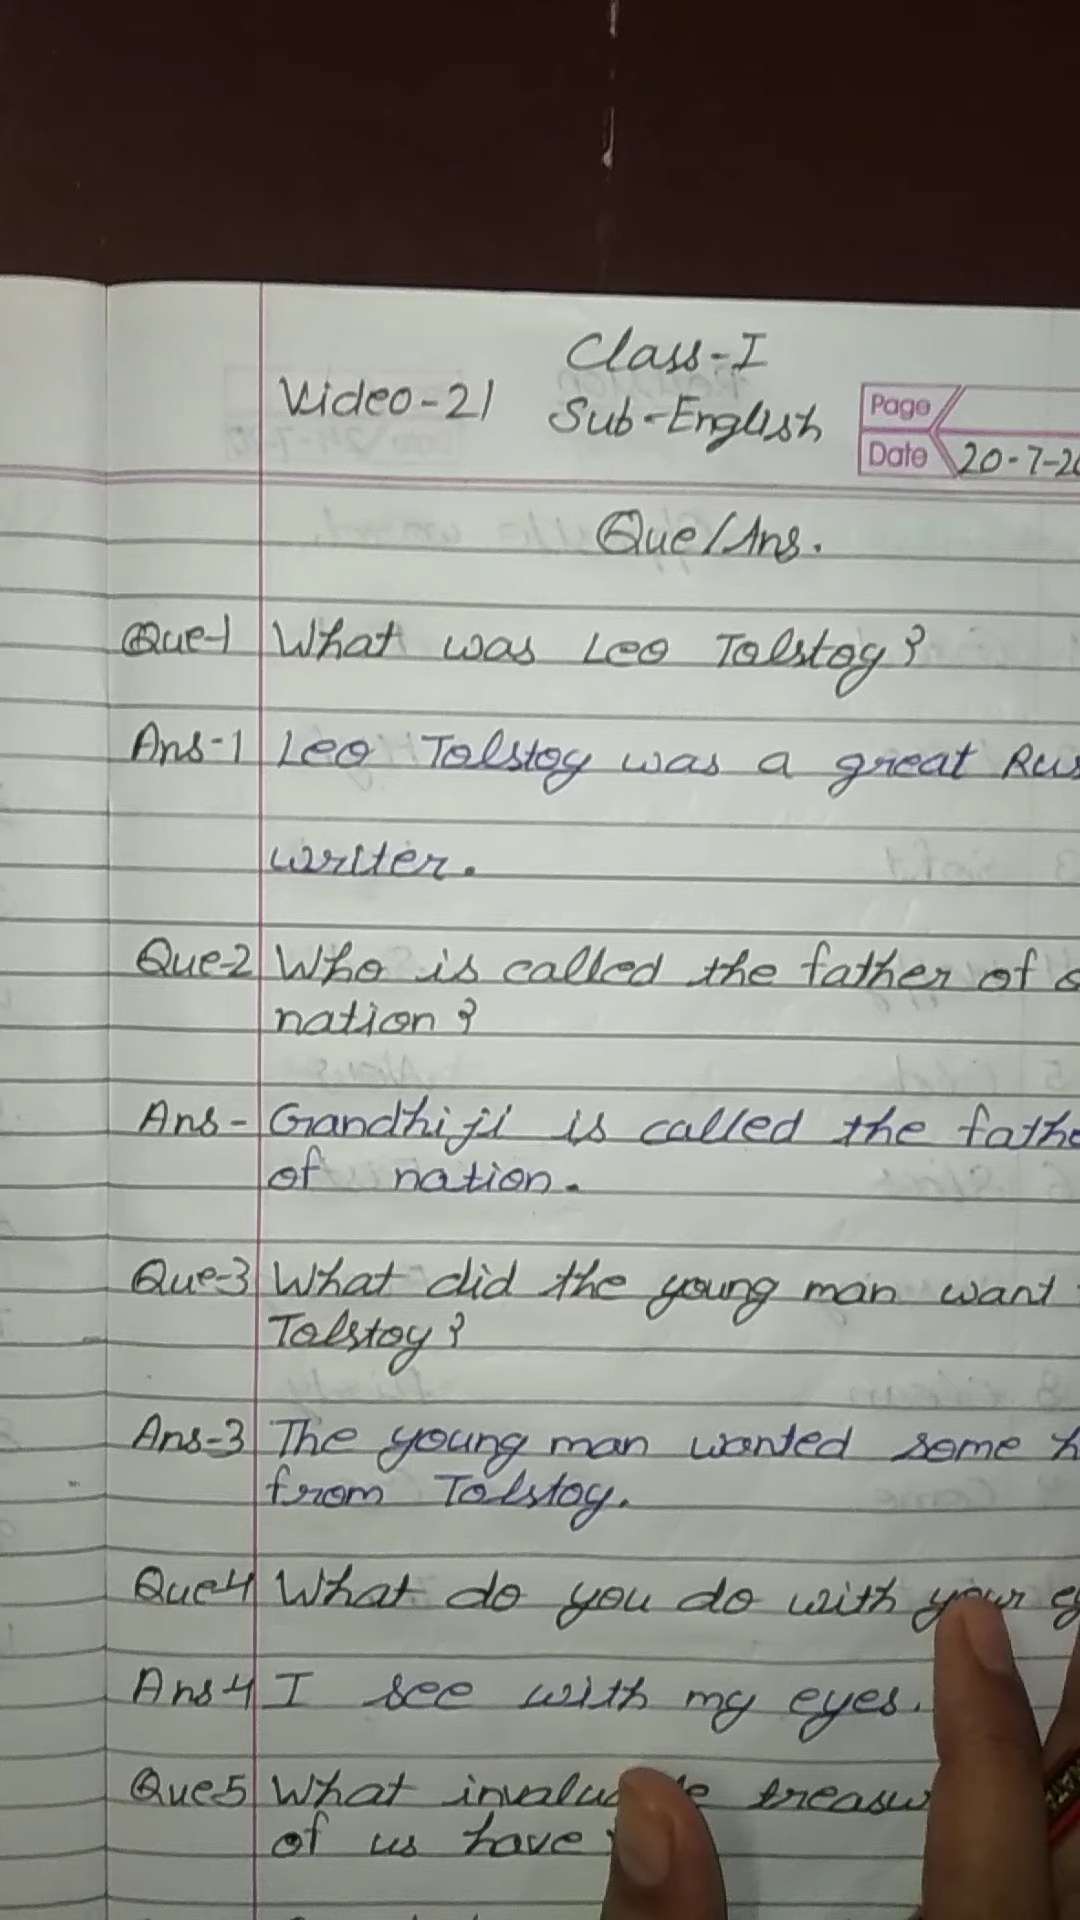 Class-I
Video-21 Sub-English
Page
Date 20-7-20
Que/Ans.
Que-1 What was Leo Tolstoy?
Ans-1 Leo Tolstoy was a great
writer.
Que-2 Who is called the father of
nation?
Ans- Gandhiji is called the
of nation.
Que-3 What did the young man want
Tolstoy?
Ans-3 The young man wanted some
from Tolstoy.
Que4 What do you do with your
Ans4 I see with my eyes.
Que5 What
of us have